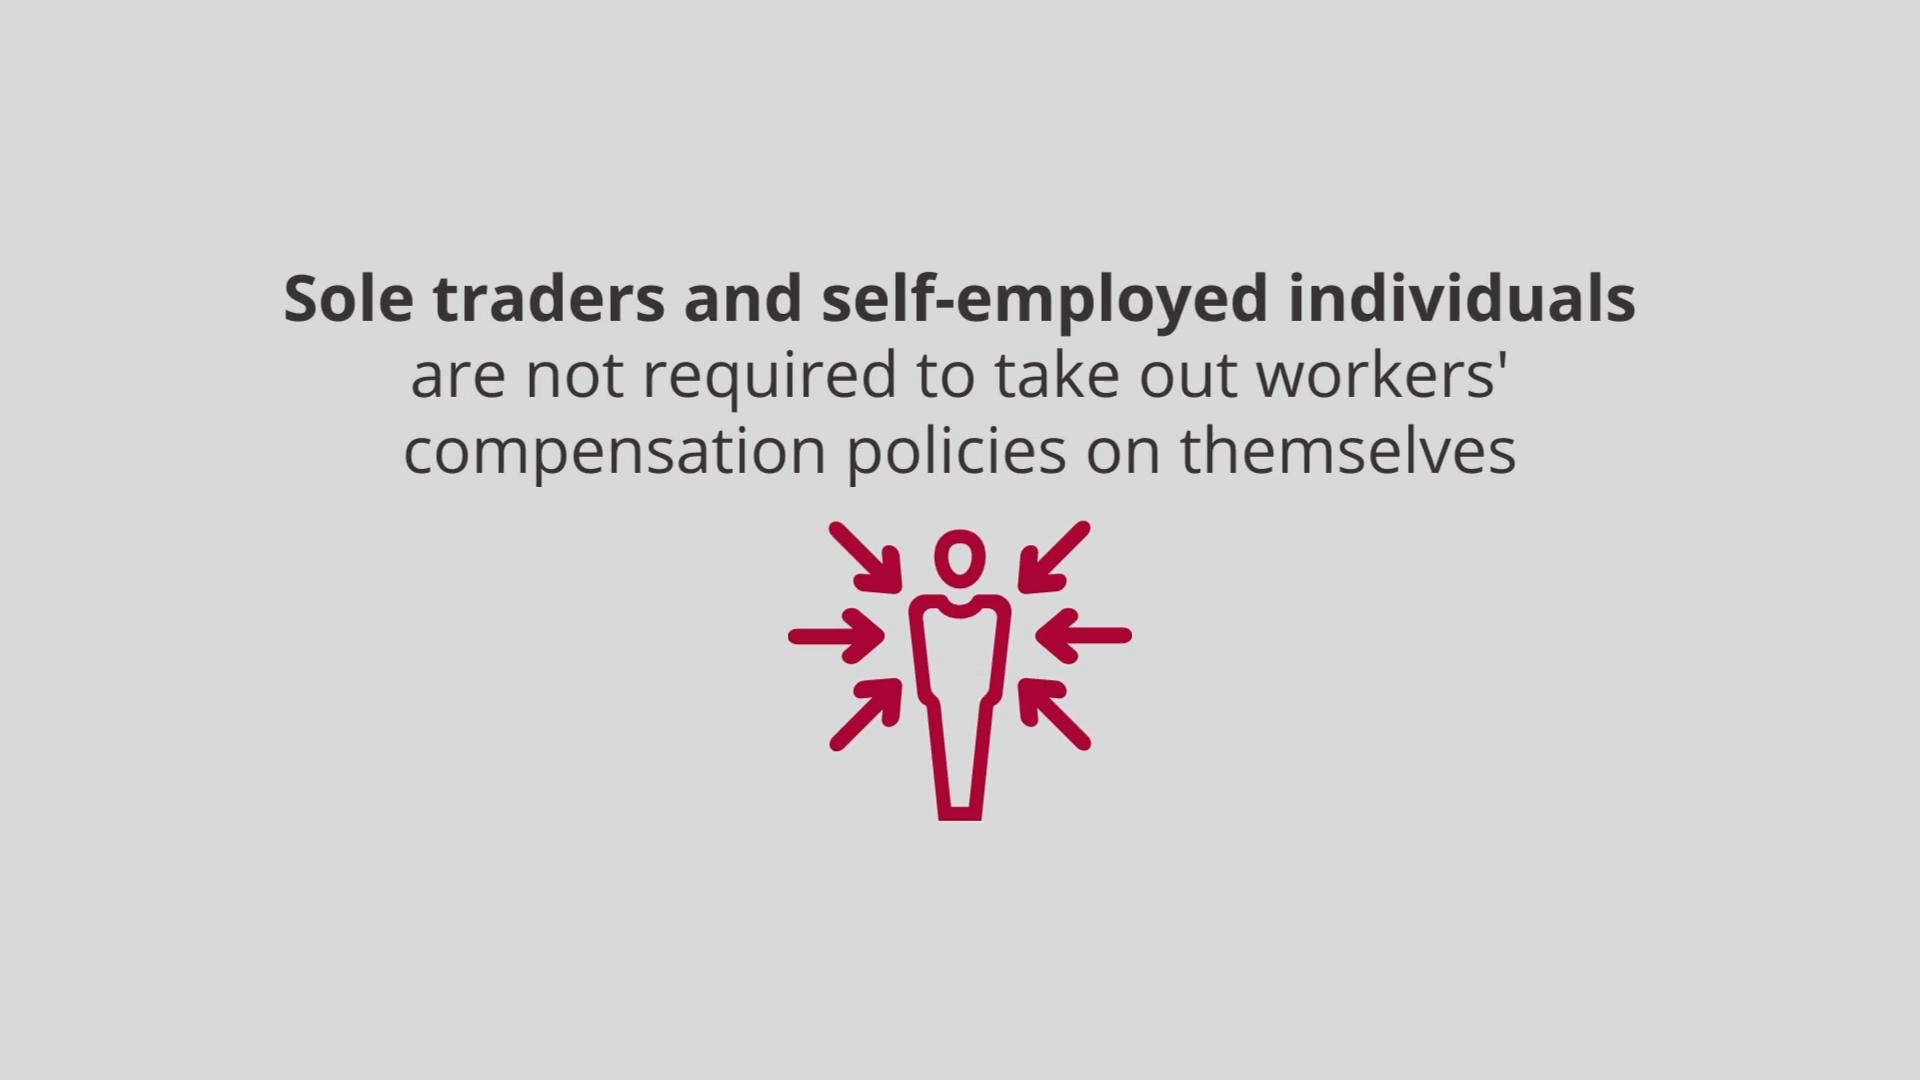 Sole traders and self-employed individuals
are not required to take out workers'
compensation policies on themselves